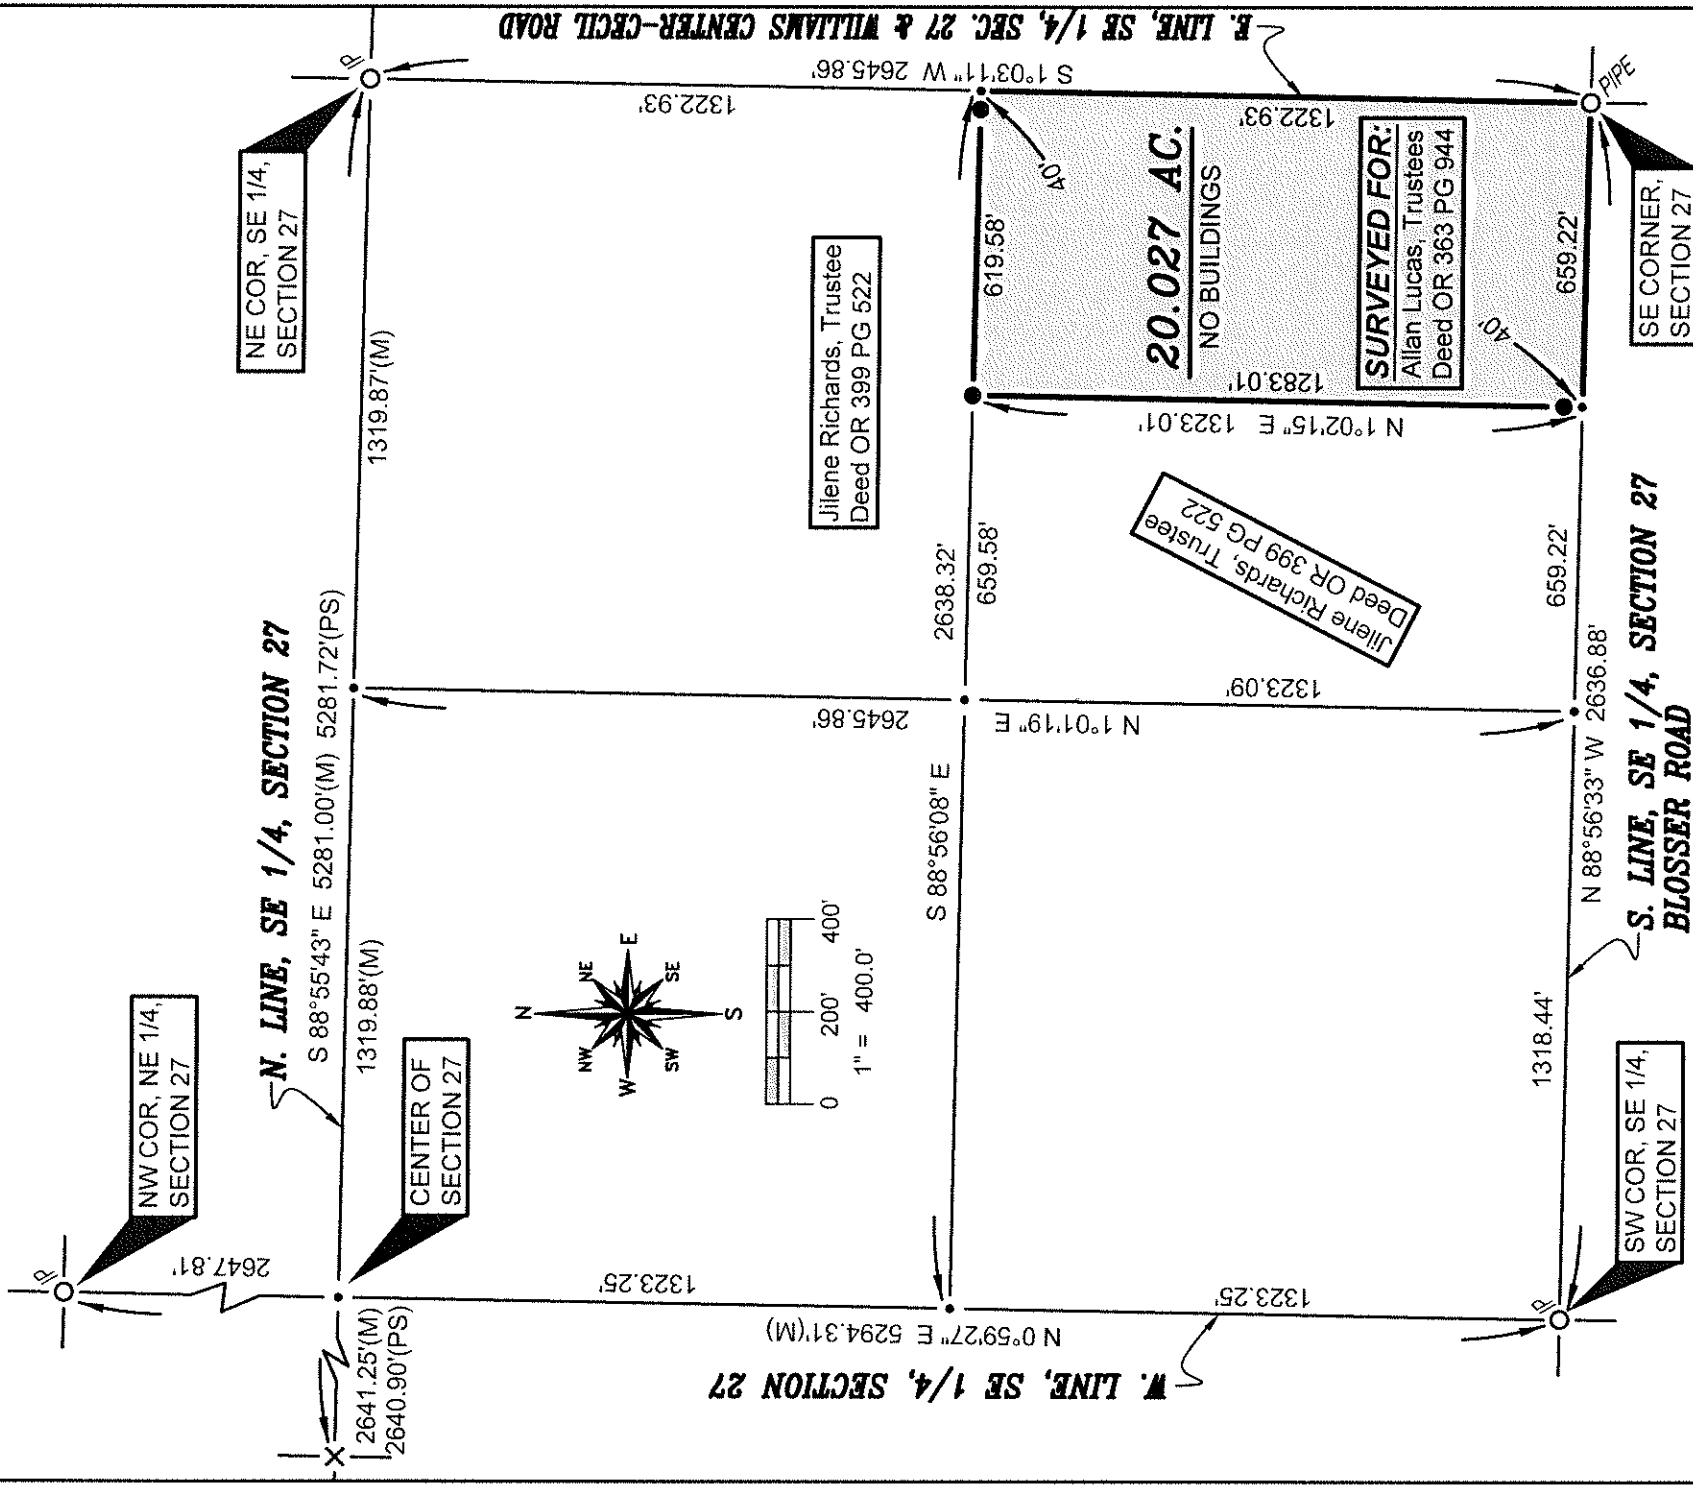 E. LINE, SE 1/4, SEC. 27 & WILLIAMS CENTER-CECIL ROAD
S 1°03'11" W 2645.86'
IP
1322.93'
1322.93'
PIPE
NE COR, SE 1/4,
SECTION 27
1319.87'(M)
Jilene Richards, Trustee
Deed OR 399 PG 522
619.58'
40'
20.027 AC.
NO BUILDINGS
SURVEYED FOR:
Allan Lucas, Trustees
Deed OR 363 PG 944
659.22'
40'
1283.01'
N 1°02'15" E 1323.01'
SE CORNER,
SECTION 27
N. LINE, SE 1/4, SECTION 27
S 88°55'43" E 5281.00'(M) 5281.72'(PS)
2638.32'
659.58'
Jilene Richards, Trustee
Deed OR 399 PG 522
659.22'
2645.86'
N 1°01'19" E
1323.09'
S 88°56'08" E
N 88°56'33" W 2636.88'
S. LINE, SE 1/4, SECTION 27
BLOSSER ROAD
NW COR, NE 1/4,
SECTION 27
1319.88'(M)
N
NE
E
SE
S
SW
W
NW
0 200' 400'
1" = 400.0'
CENTER OF
SECTION 27
1318.44'
SW COR, SE 1/4,
SECTION 27
IP
2647.81'
1323.25'
1323.25'
IP
2641.25'(M)
2640.90'(PS)
N 0°59'27" E 5294.31'(M)
W. LINE, SE 1/4, SECTION 27